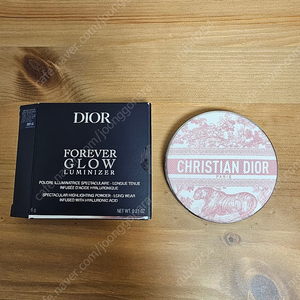 DIOR
FOREVER
GLOW
LUMINIZER
POUDRE ILLUMINATRICE SPECTACULAIRE - LONGUE TENUE
INFUSÉE D'ACIDE HYALURONIQUE
SPECTACULAR HIGHLIGHTING POWDER - LONG WEAR
INFUSED WITH HYALURONIC ACID
6 g
NET WT. 0.21 OZ
CHRISTIAN DIOR
PARIS